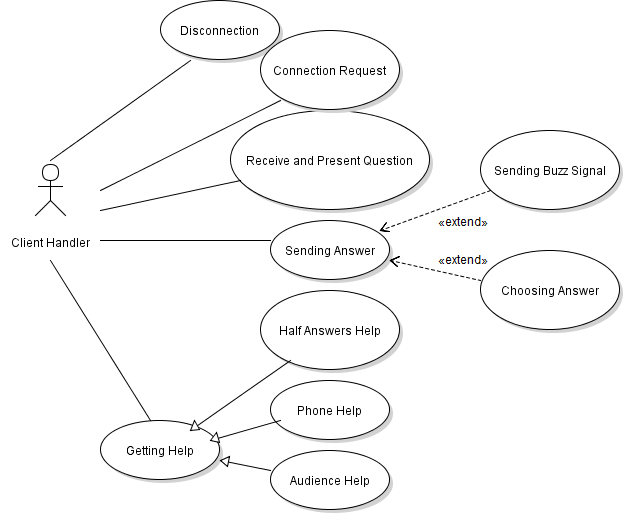 Disconnection
Connection Request
Receive and Present Question
Sending Buzz Signal
«extend»
Client Handler
Sending Answer
«extend»
Choosing Answer
Half Answers Help
Phone Help
Getting Help
Audience Help